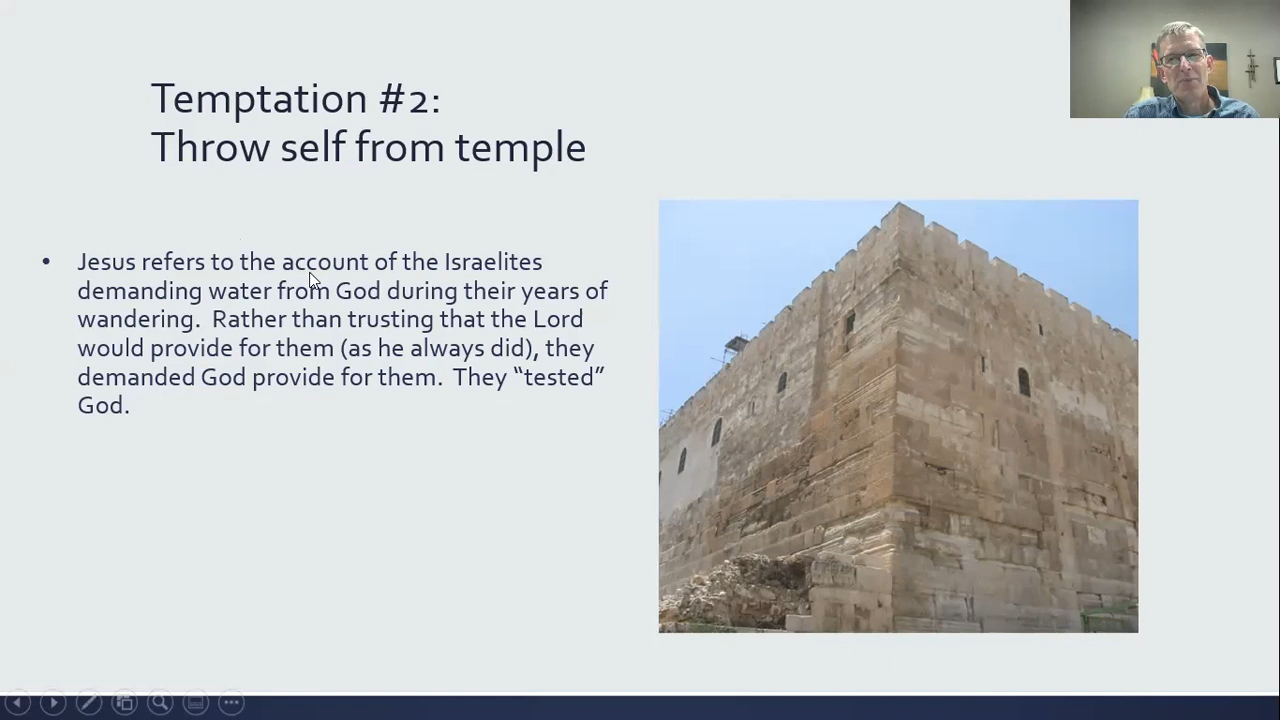 Temptation #2:
Throw self from temple
• Jesus refers to the account of the Israelites
demanding water from God during their years of
wandering.  Rather than trusting that the Lord
would provide for them (as he always did), they
demanded God provide for them.  They “tested”
God.